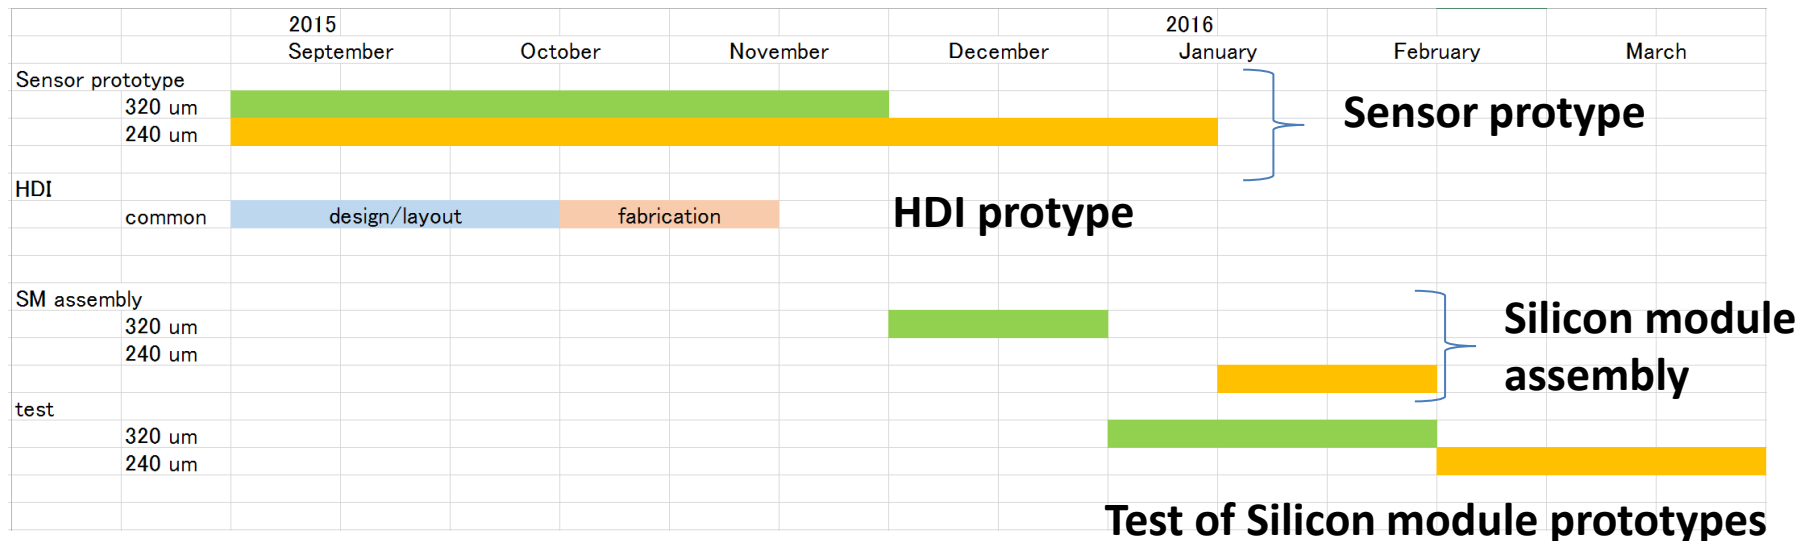 2015 2016
September October November December January February March
Sensor prototype
320 um
240 um
Sensor protype
HDI
common design/layout fabrication
HDI protype
SM assembly
320 um
240 um
Silicon module
assembly
test
320 um
240 um
Test of Silicon module prototypes